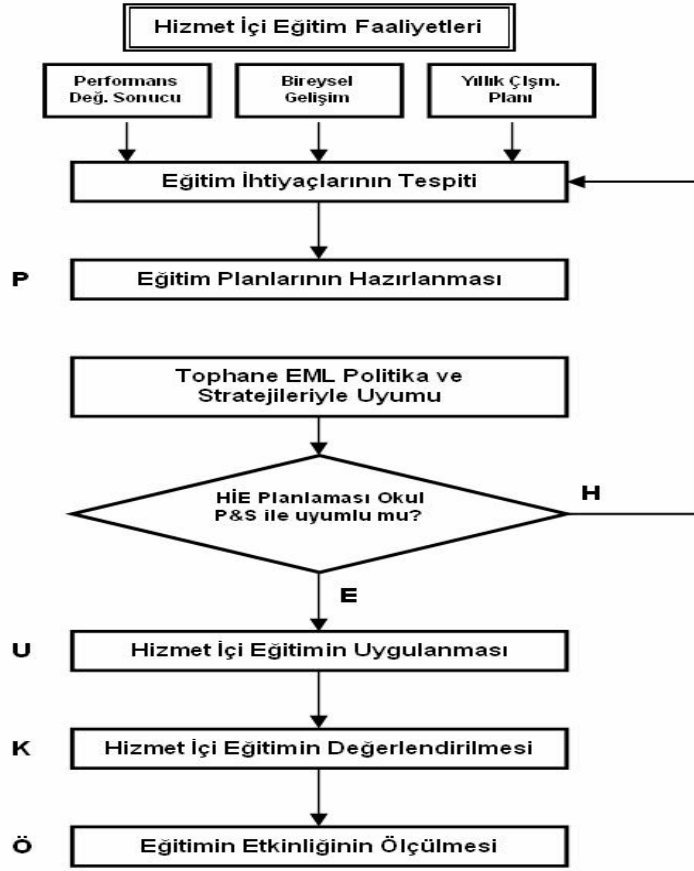 Hizmet İçi Eğitim Faaliyetleri
Performans
Değ. Sonucu
Bireysel
Gelişim
Yıllık Çlşm.
Planı
Eğitim İhtiyaçlarının Tespiti
P
Eğitim Planlarının Hazırlanması
Tophane EML Politika ve
Stratejileriyle Uyumu
HİE Planlaması Okul
P&S ile uyumlu mu?
H
E
U
Hizmet İçi Eğitimin Uygulanması
K
Hizmet İçi Eğitimin Değerlendirilmesi
Ö
Eğitimin Etkinliğinin Ölçülmesi